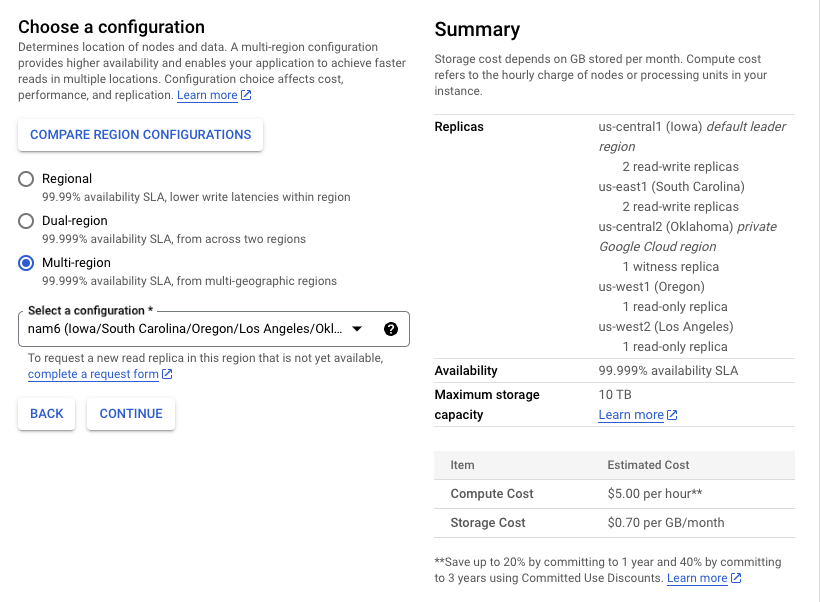 Choose a configuration
Determines location of nodes and data. A multi-region configuration
provides higher availability and enables your application to achieve faster
reads in multiple locations. Configuration choice affects cost,
performance, and replication. Learn more
COMPARE REGION CONFIGURATIONS
Regional
99.99% availability SLA, lower write latencies within region
Dual-region
99.999% availability SLA, from across two regions
Multi-region
99.999% availability SLA, from multi-geographic regions
Select a configuration *
nam6 (Iowa/South Carolina/Oregon/Los Angeles/Okl...
To request a new read replica in this region that is not yet available,
complete a request form
BACK
CONTINUE
Summary
Storage cost depends on GB stored per month. Compute cost
refers to the hourly charge of nodes or processing units in your
instance.
Replicas
us-central1 (Iowa) default leader
region
2 read-write replicas
us-east1 (South Carolina)
2 read-write replicas
us-central2 (Oklahoma) private
Google Cloud region
1 witness replica
us-west1 (Oregon)
1 read-only replica
us-west2 (Los Angeles)
1 read-only replica
Availability 99.999% availability SLA
Maximum storage 10 TB
capacity Learn more
Item Estimated Cost
Compute Cost $5.00 per hour**
Storage Cost $0.70 per GB/month
**Save up to 20% by committing to 1 year and 40% by committing
to 3 years using Committed Use Discounts. Learn more